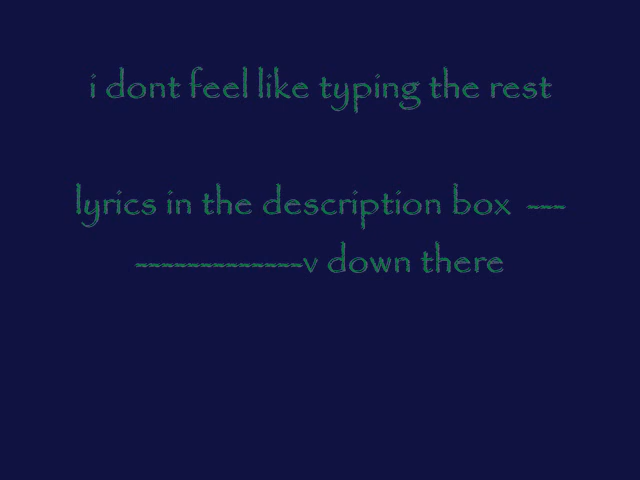 i dont feel like typing the rest
lyrics in the description box ---
-------------v down there